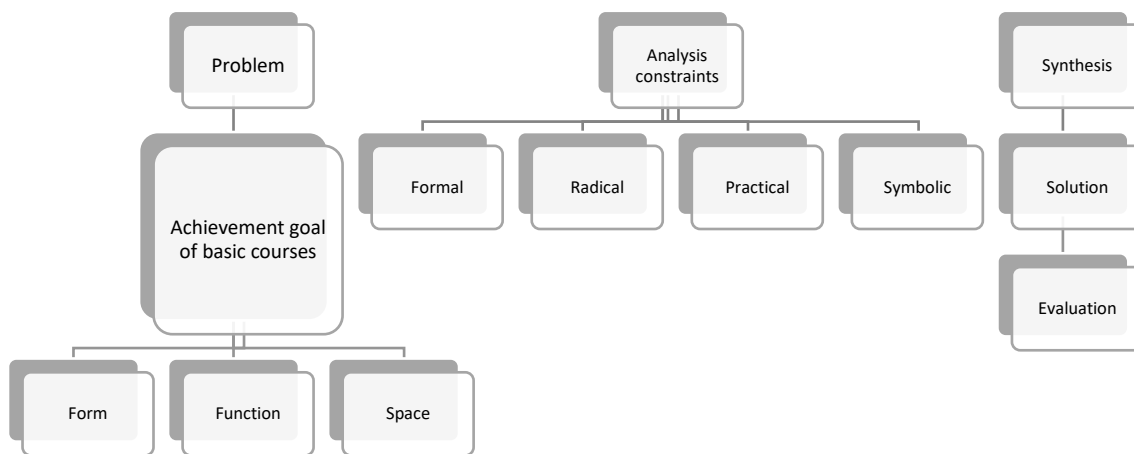 Problem
Achievement goal
of basic courses
Form
Function
Space
Analysis
constraints
Formal
Radical
Practical
Symbolic
Synthesis
Solution
Evaluation